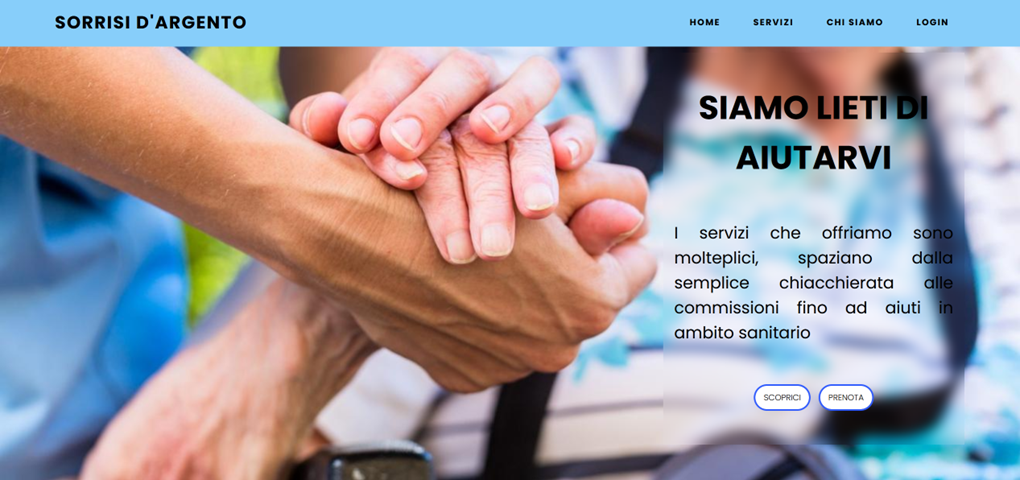 SORRISI D'ARGENTO
HOME SERVIZI CHI SIAMO LOGIN
SIAMO LIETI DI
AIUTARVI
I servizi che offriamo sono
molteplici, spaziano dalla
semplice chiacchierata alle
commissioni fino ad aiuti in
ambito sanitario
SCOPRICI PRENOTA